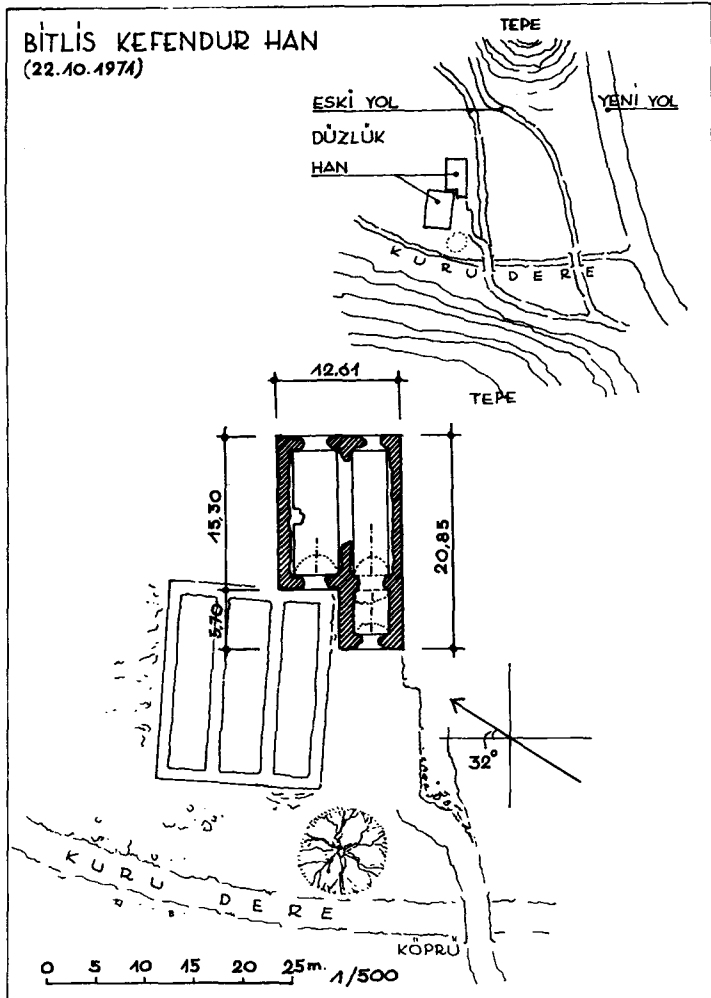 BİTLİS KEFENDUR HAN
(22.10.1971)
TEPE
ESKİ YOL
YENİ YOL
DÜZLÜK
HAN
KURU DERE
TEPE
12,61
15,30
20,85
5,70
32°
KURU DERE
KÖPRÜ
0 5 10 15 20 25m. 1/500